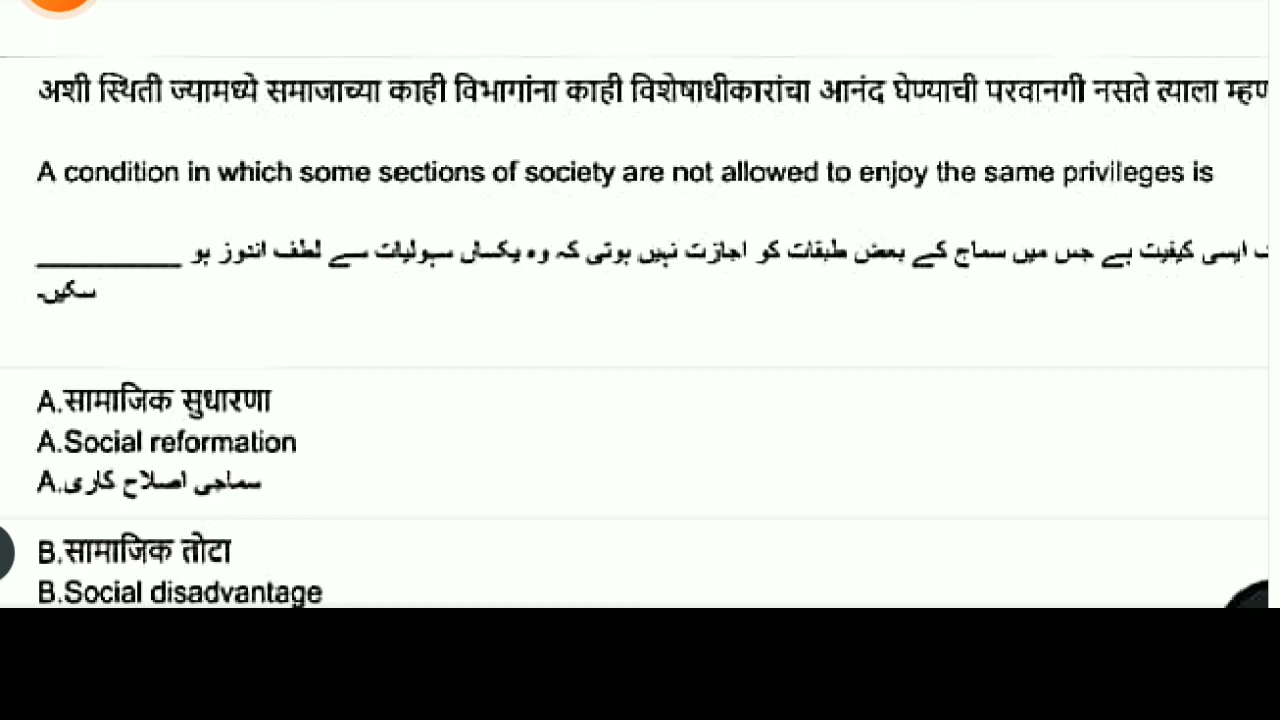 अशी स्थिती ज्यामध्ये समाजाच्या काही विभागांना काही विशेषाधीकारांचा आनंद घेण्याची परवानगी नसते त्याला
A condition in which some sections of society are not allowed to enjoy the same privileges is
ایسی کیفیت ہے جس میں سماج کے بعض طبقات کو اجازت نہیں ہوتی کہ وہ یکساں سہولیات سے لطف اندوز ہو __________
سکیں۔
A.सामाजिक सुधारणा
A.Social reformation
A.سماجی اصلاح کاری
B.सामाजिक तोटा
B.Social disadvantage